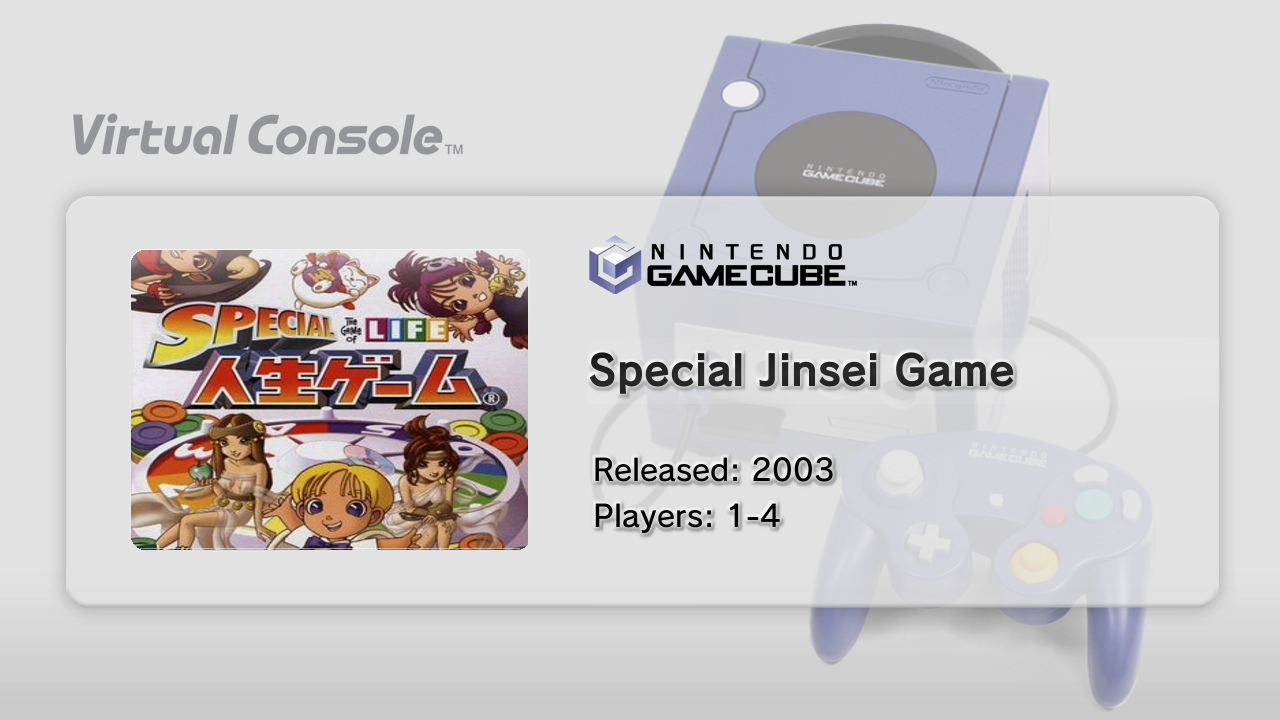 Nintendo
NINTENDO
GAMECUBE
Virtual Console™
NINTENDO
GAMECUBE™
SPECIAL THE GAME OF LIFE
人生ゲーム®
Special Jinsei Game
Released: 2003
Players: 1-4
NINTENDO
GAMECUBE